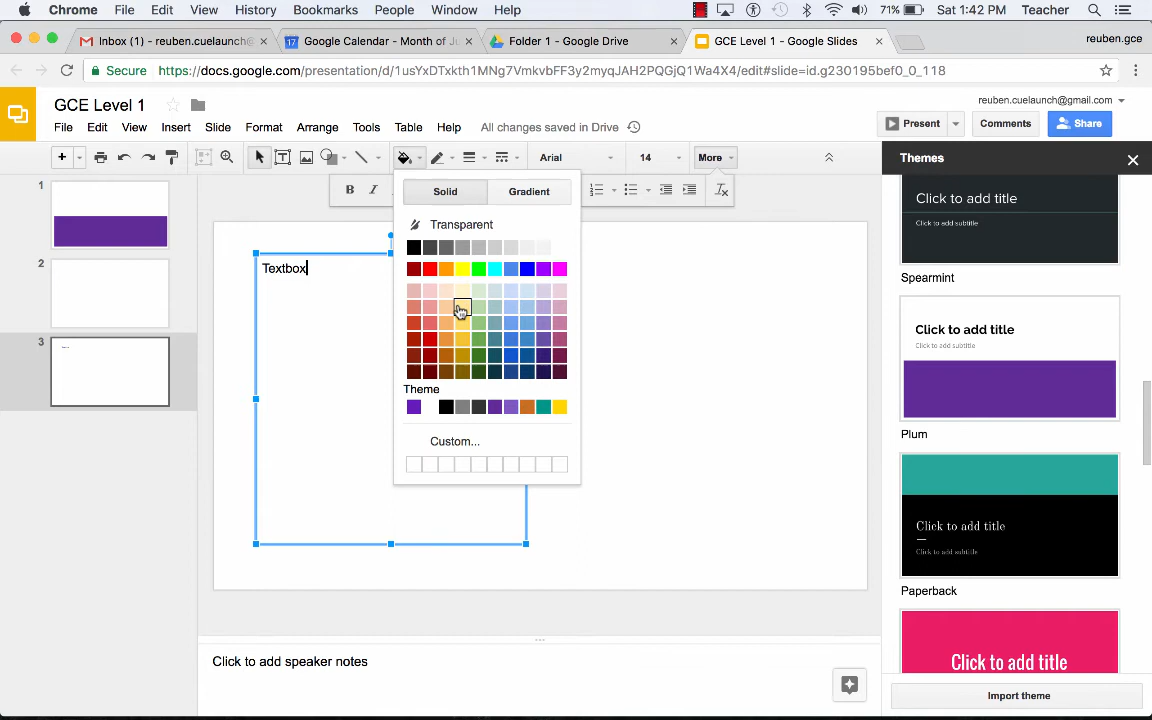 Chrome File Edit View History Bookmarks People Window Help 71% Sat 1:42 PM Teacher
Inbox (1) - reuben.cuelaunch@ Google Calendar - Month of Ju Folder 1 - Google Drive GCE Level 1 - Google Slides reuben.gce
Secure https://docs.google.com/presentation/d/1usYxDTxkth1MNg7VmkvbFF3y2myqJAH2PQGjQ1Wa4X4/edit#slide=id.g230195bef0_0_118
GCE Level 1 reuben.cuelaunch@gmail.com
File Edit View Insert Slide Format Arrange Tools Table Help All changes saved in Drive Present Comments Share
Arial 14 More Themes
B I
Solid Gradient
Transparent
Textbox
Theme
Custom...
1
2
3
Click to add title
Click to add subtitle
Spearmint
Click to add title
Click to add subtitle
Plum
Click to add title
Click to add subtitle
Paperback
Click to add title
Import theme
Click to add speaker notes